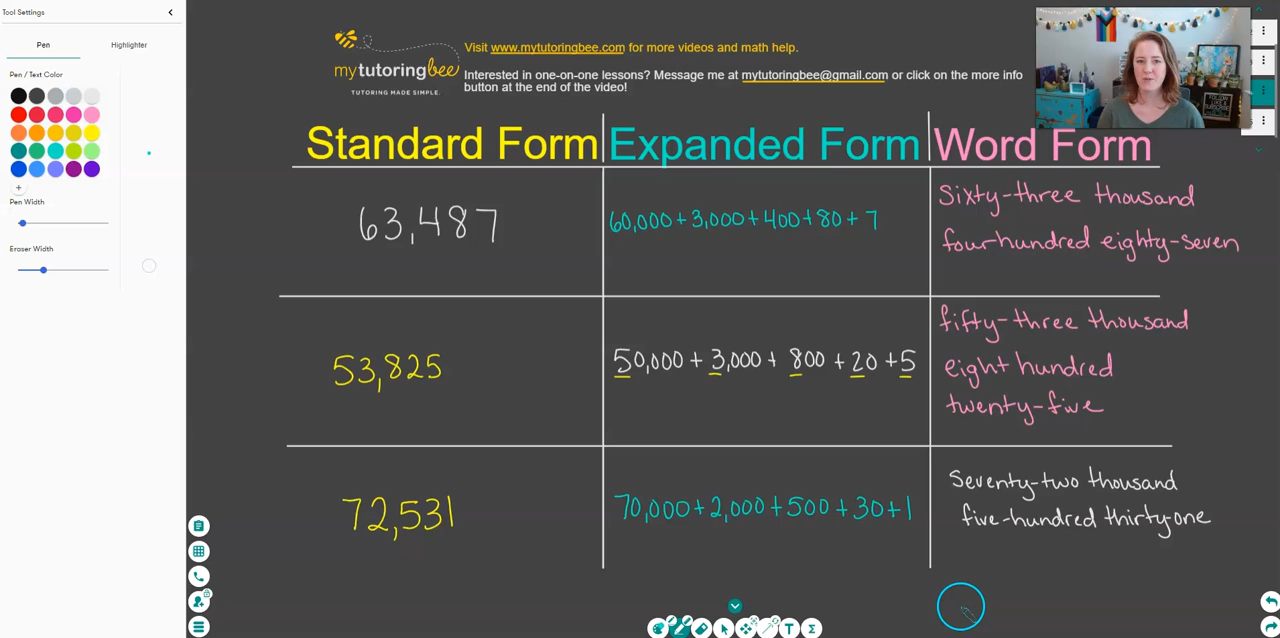 Tool Settings
Pen
Highlighter
Pen / Text Color
Pen Width
Eraser Width
mytutoringbee
TUTORING MADE SIMPLE.
Visit www.mytutoringbee.com for more videos and math help.
Interested in one-on-one lessons? Message me at mytutoringbee@gmail.com or click on the more info
button at the end of the video!
Standard Form
Expanded Form
Word Form
63,487
60,000+3,000+400+80+7
Sixty-three thousand
four hundred eighty-seven
53,825
50,000 + 3,000 + 800 + 20 + 5
fifty-three thousand
eight hundred
twenty-five
72,531
70,000+2,000+500+30+1
Seventy-two thousand
five-hundred thirty-one